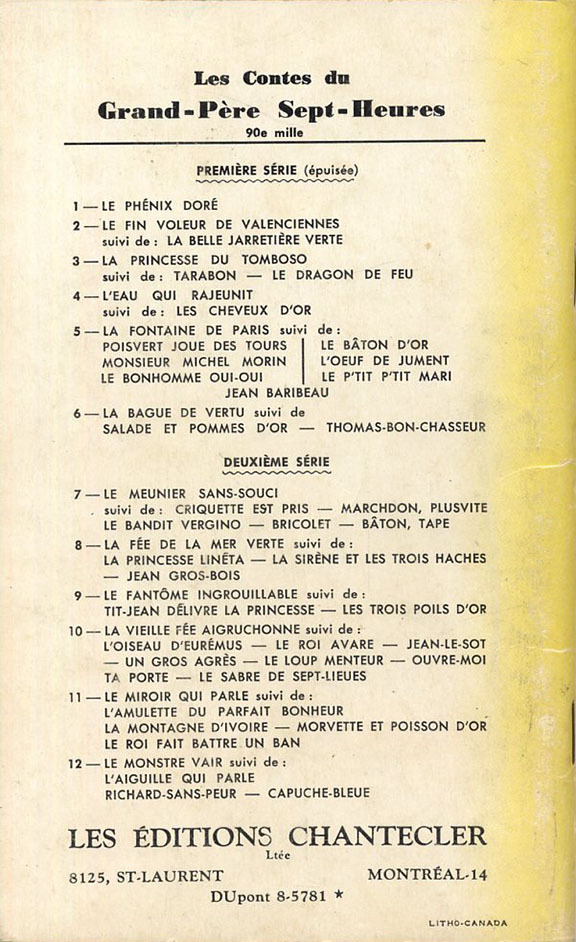 Les Contes du
Grand-Père Sept-Heures
90e mille
PREMIÈRE SÉRIE (épuisée)
1 — LE PHÉNIX DORÉ
2 — LE FIN VOLEUR DE VALENCIENNES
suivi de : LA BELLE JARRETIÈRE VERTE
3 — LA PRINCESSE DU TOMBOSO
suivi de : TARABON — LE DRAGON DE FEU
4 — L'EAU QUI RAJEUNIT
suivi de : LES CHEVEUX D'OR
5 — LA FONTAINE DE PARIS suivi de :
POISVERT JOUE DES TOURS | LE BÂTON D'OR
MONSIEUR MICHEL MORIN | L'OEUF DE JUMENT
LE BONHOMME OUI-OUI | LE P'TIT P'TIT MARI
JEAN BARIBEAU
6 — LA BAGUE DE VERTU suivi de
SALADE ET POMMES D'OR — THOMAS-BON-CHASSEUR
DEUXIÈME SÉRIE
7 — LE MEUNIER SANS-SOUCI
suivi de : CRIQUETTE EST PRIS — MARCHDON, PLUSVITE
LE BANDIT VERGINO — BRICOLET — BÂTON, TAPE
8 — LA FÉE DE LA MER VERTE suivi de :
LA PRINCESSE LINÉTA — LA SIRÈNE ET LES TROIS HACHES
— JEAN GROS-BOIS
9 — LE FANTÔME INGROUILLABLE suivi de :
TIT-JEAN DÉLIVRE LA PRINCESSE — LES TROIS POILS D'OR
10 — LA VIEILLE FÉE AIGRUCHONNE suivi de :
L'OISEAU D'EURÉMUS — LE ROI AVARE — JEAN-LE-SOT
— UN GROS AGRÈS — LE LOUP MENTEUR — OUVRE-MOI
TA PORTE — LE SABRE DE SEPT-LIEUES
11 — LE MIROIR QUI PARLE suivi de :
L'AMULETTE DU PARFAIT BONHEUR
LA MONTAGNE D'IVOIRE — MORVETTE ET POISSON D'OR
LE ROI FAIT BATTRE UN BAN
12 — LE MONSTRE VAIR suivi de :
L'AIGUILLE QUI PARLE
RICHARD-SANS-PEUR — CAPUCHE-BLEUE
LES ÉDITIONS CHANTECLER
Ltée
8125, ST-LAURENT MONTRÉAL-14
DUpont 8-5781 ★
LITHO-CANADA